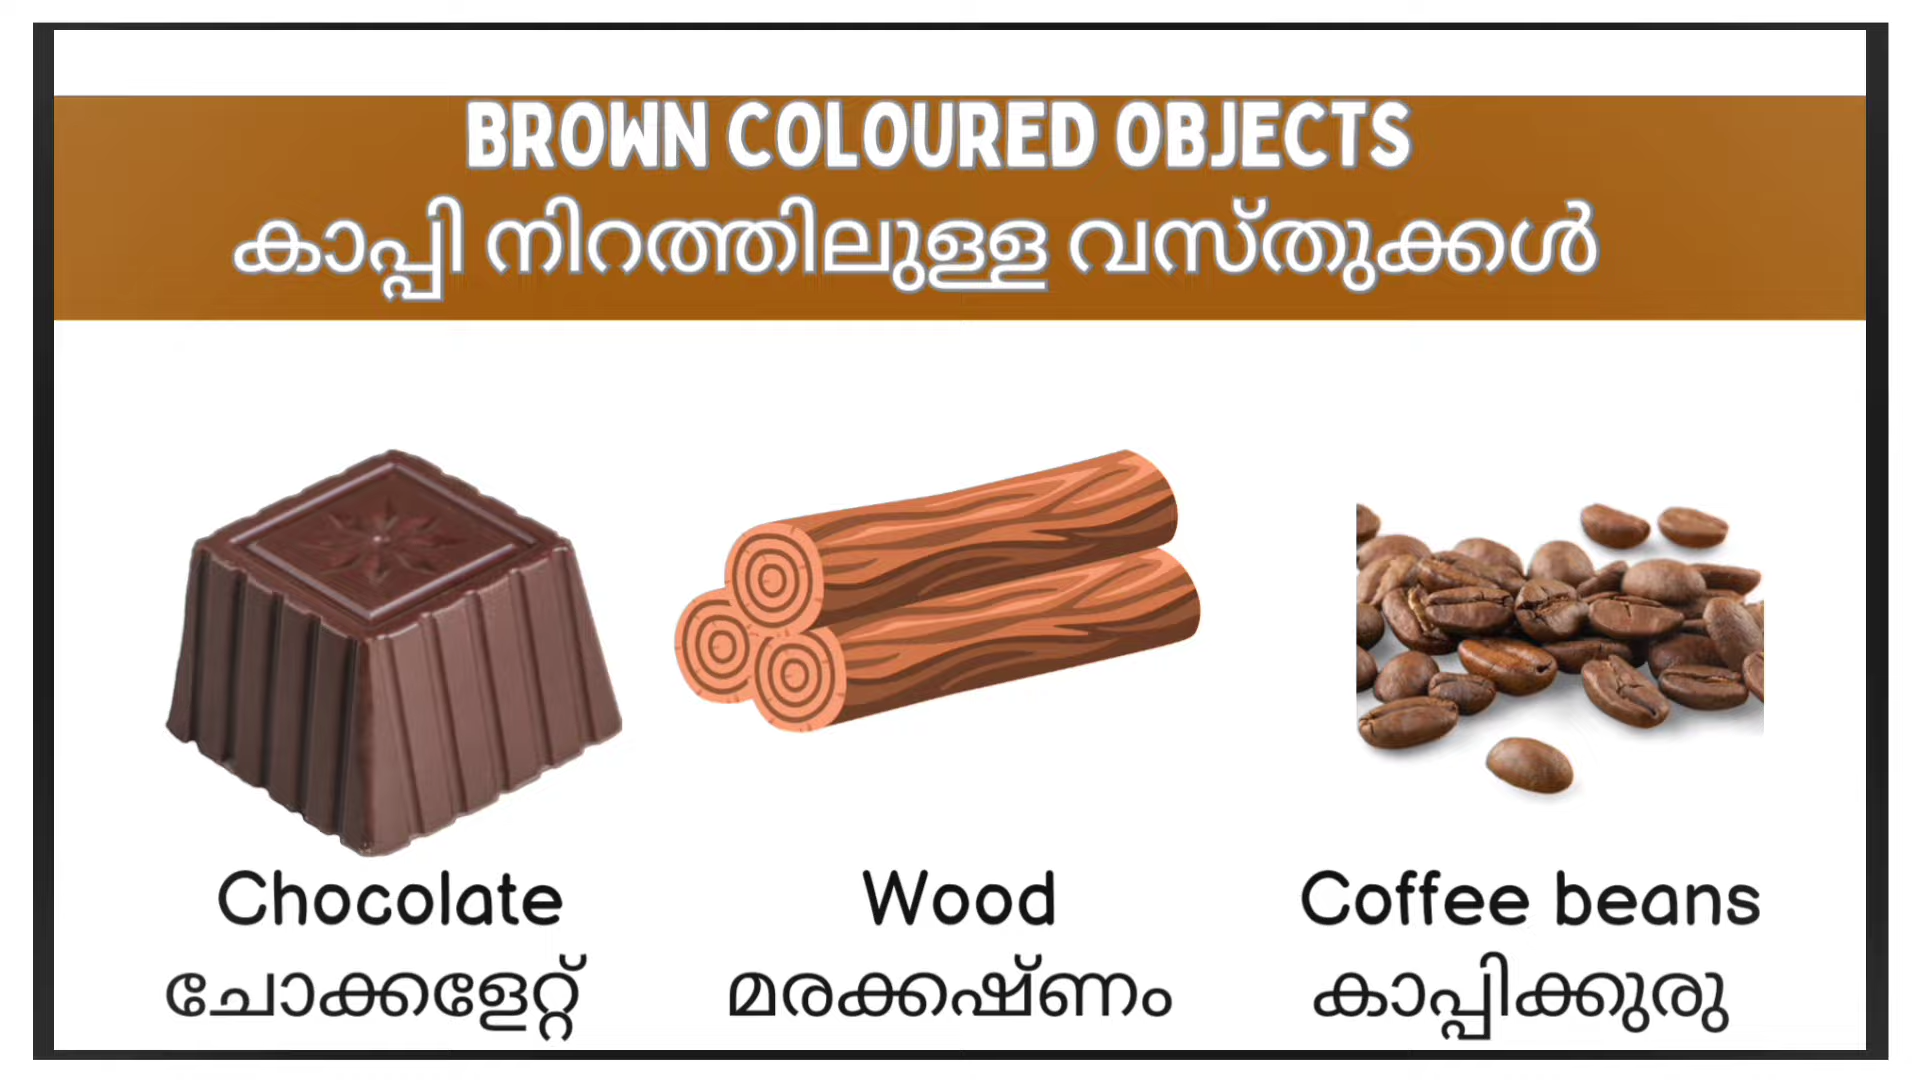 BROWN COLOURED OBJECTS
കാപ്പി നിറത്തിലുള്ള വസ്തുക്കൾ
Chocolate
Wood
Coffee beans
ചോക്കളേറ്റ്
മരക്കഷ്ണം
കാപ്പിക്കുരു